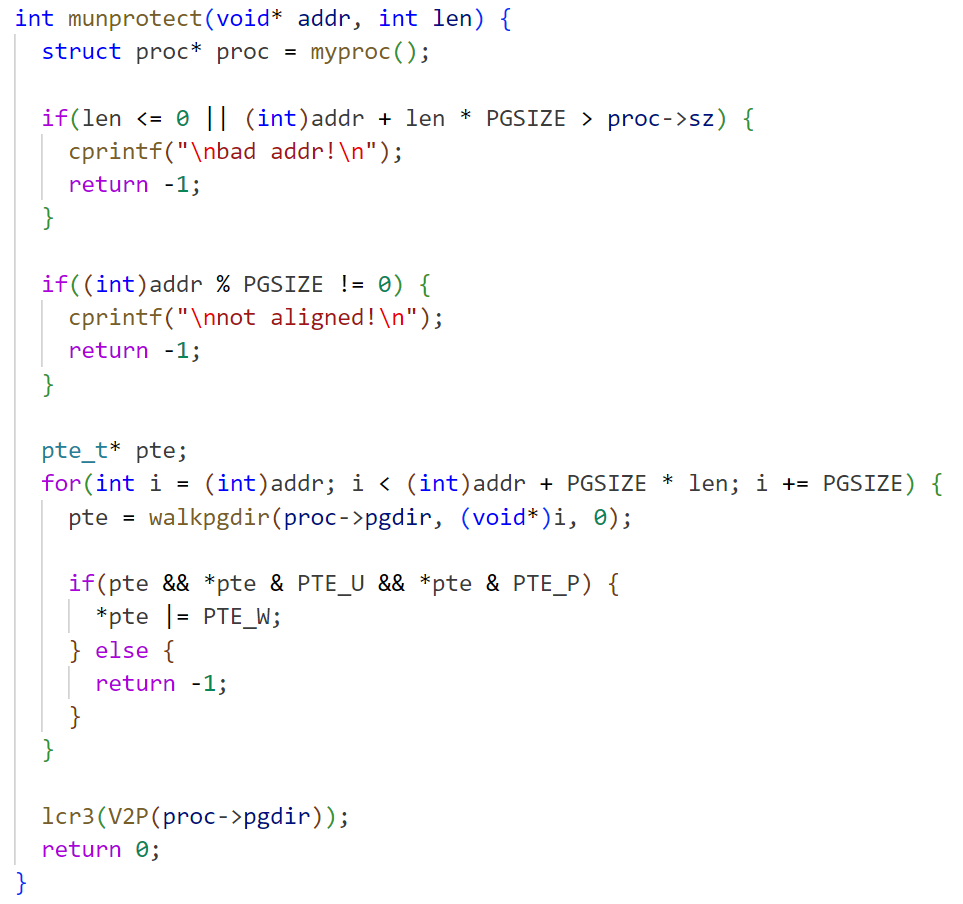 int munprotect(void* addr, int len) {
  struct proc* proc = myproc();

  if(len <= 0 || (int)addr + len * PGSIZE > proc->sz) {
    cprintf("\nbad addr!\n");
    return -1;
  }

  if((int)addr % PGSIZE != 0) {
    cprintf("\nnot aligned!\n");
    return -1;
  }

  pte_t* pte;
  for(int i = (int)addr; i < (int)addr + PGSIZE * len; i += PGSIZE) {
    pte = walkpgdir(proc->pgdir, (void*)i, 0);

    if(pte && *pte & PTE_U && *pte & PTE_P) {
      *pte |= PTE_W;
    } else {
      return -1;
    }
  }

  lcr3(V2P(proc->pgdir));
  return 0;
}